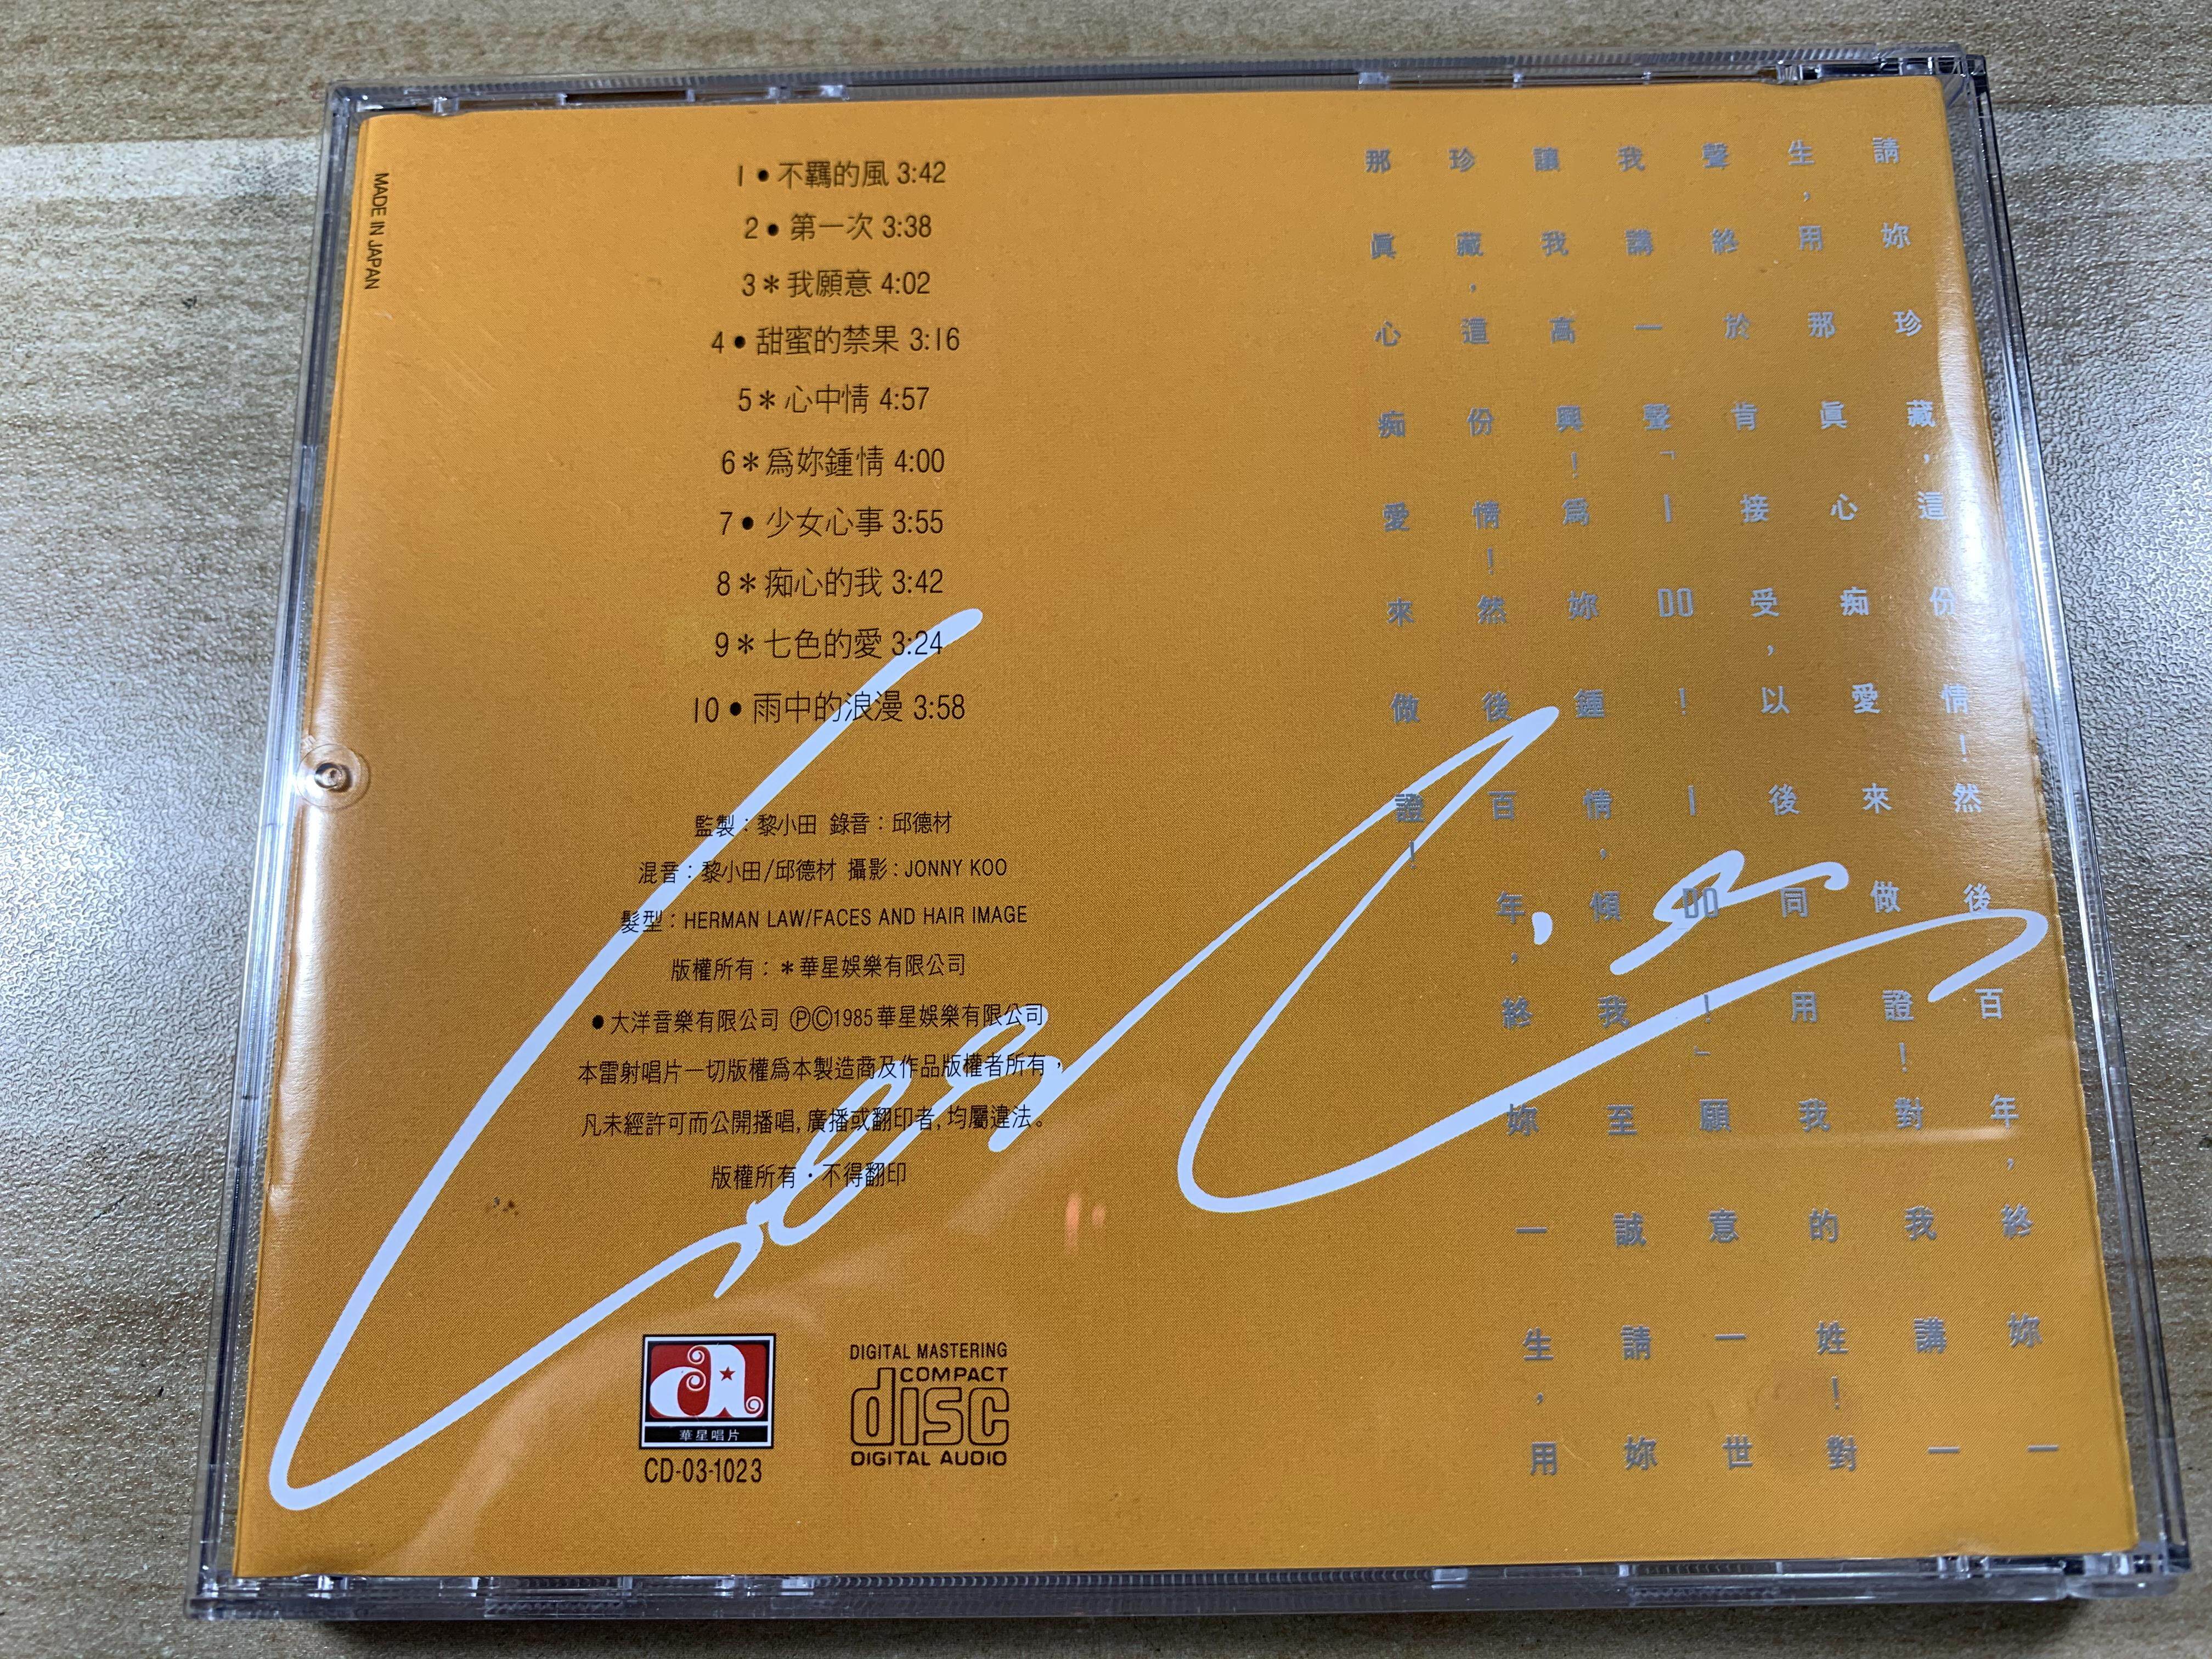 MADE IN JAPAN
1 • 不羈的風 3:42
2 • 第一次 3:38
3 * 我願意 4:02
4 • 甜蜜的禁果 3:16
5 * 心中情 4:57
6 * 爲妳鍾情 4:00
7 • 少女心事 3:55
8 * 痴心的我 3:42
9 * 七色的愛 3:24
10 • 雨中的浪漫 3:58
監製：黎小田 錄音：邱德材
混音：黎小田/邱德材 攝影：JONNY KOO
髮型：HERMAN LAW/FACES AND HAIR IMAGE
版權所有：*華星娛樂有限公司
•大洋音樂有限公司 ⓅⒸ1985華星娛樂有限公司
本雷射唱片一切版權爲本製造商及作品版權者所有，
凡未經許可而公開播唱,廣播或翻印者,均屬違法。
版權所有・不得翻印
華星唱片
CD-03-1023
DIGITAL MASTERING
COMPACT
disc
DIGITAL AUDIO
請妳珍藏，這份情！然後百年，終妳一
生，用那眞心痴愛來做證！對我講一
聲終於肯接受，以後同用我的姓！對
我講一聲「I DO！I DO！」願意一世
讓我高興！爲妳鍾情，傾我至誠請妳
珍藏，這份情！然後百年，終妳一生，用
那眞心痴愛來做證！